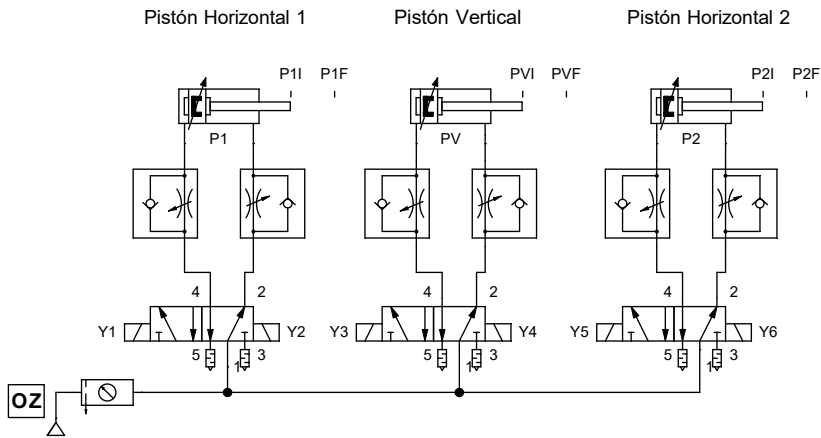 Pistón Horizontal 1 Pistón Vertical Pistón Horizontal 2
P1I P1F PVI PVF P2I P2F
P1 PV P2
4 2 4 2 4 2
Y1 Y2 Y3 Y4 Y5 Y6
5 1 3 5 1 3 5 1 3
OZ